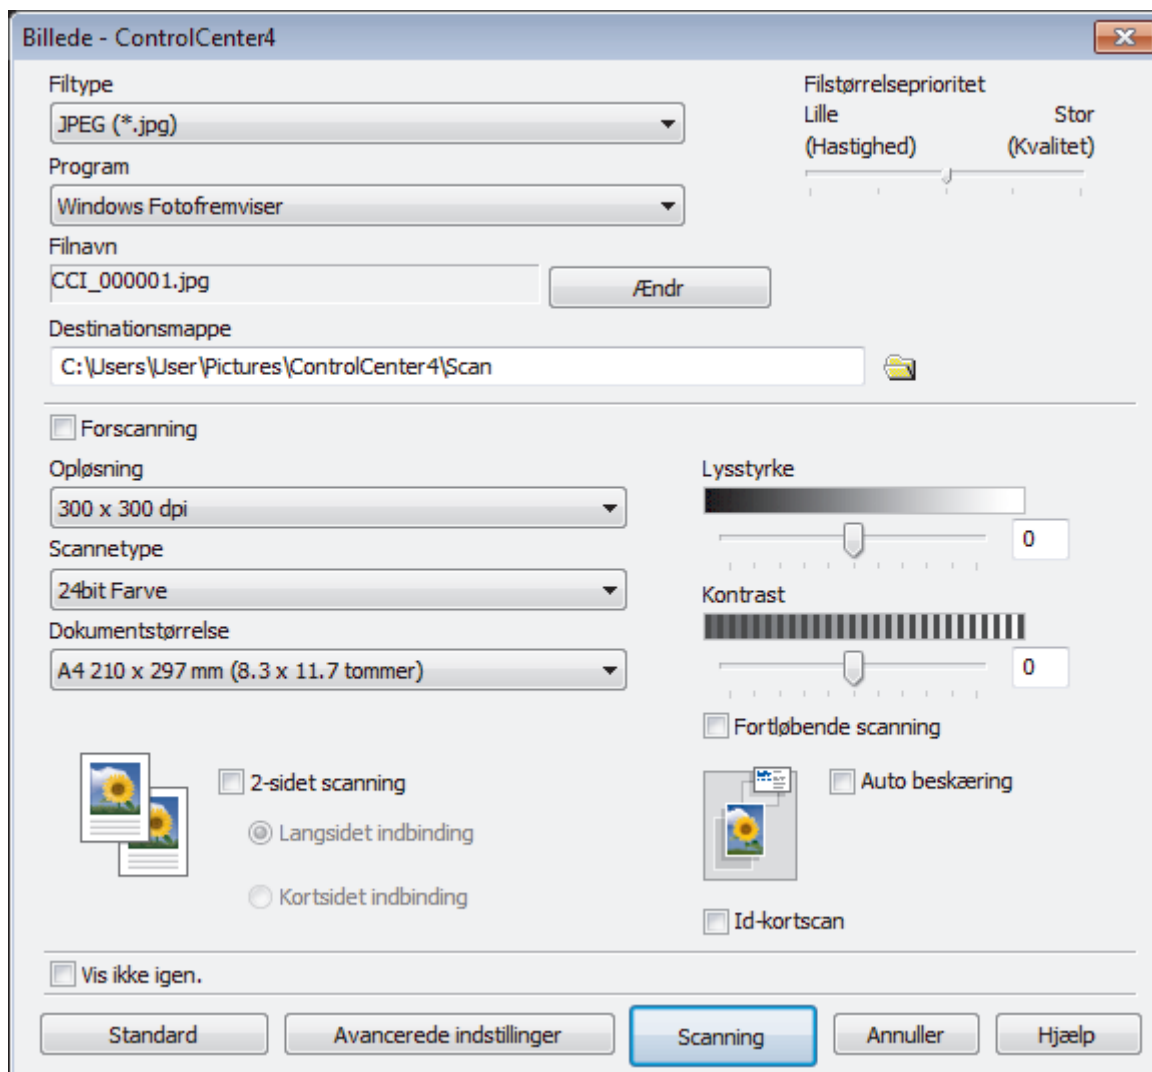 Billede - ControlCenter4
Filtype
JPEG (*.jpg)
Filstørrelseprioritet
Lille Stor
(Hastighed) (Kvalitet)
Program
Windows Fotofremviser
Filnavn
CCI_000001.jpg
Ændr
Destinationsmappe
C:\Users\User\Pictures\ControlCenter4\Scan
Forscanning
Opløsning
300 x 300 dpi
Scannetype
24bit Farve
Dokumentstørrelse
A4 210 x 297 mm (8.3 x 11.7 tommer)
Lysstyrke
0
Kontrast
0
Fortløbende scanning
2-sidet scanning
Langsidet indbinding
Kortsidet indbinding
Auto beskæring
Id-kortscan
Vis ikke igen.
Standard
Avancerede indstillinger
Scanning
Annuller
Hjælp